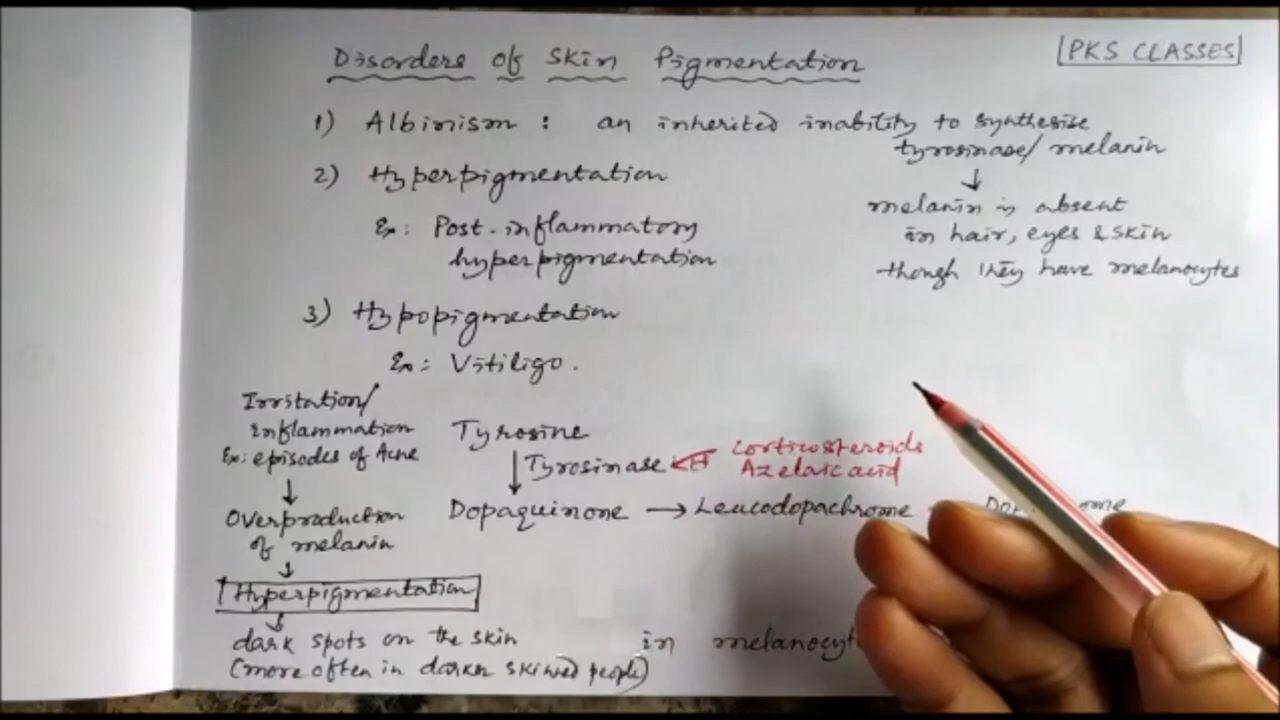 Disorders of Skin Pigmentation
PKS CLASSES
1) Albinism : an inherited inability to synthesise
tyrosinase/ melanin
↓
melanin is absent
in hair, eyes & skin
though they have melanocytes
2) Hyperpigmentation
Ex: Post-inflammatory
hyperpigmentation
3) Hypopigmentation
Ex: Vitiligo.
Irritation/
Inflammation
Ex: episodes of Acne
↓
Overproduction
of melanin
↓
Hyperpigmentation
↓
dark spots on the skin
(more often in darker skinned people)
Tyrosine
↓ Tyrosinase ← (-) Corticosteroids
Azelaic acid
Dopaquinone → Leucodopachrome
in